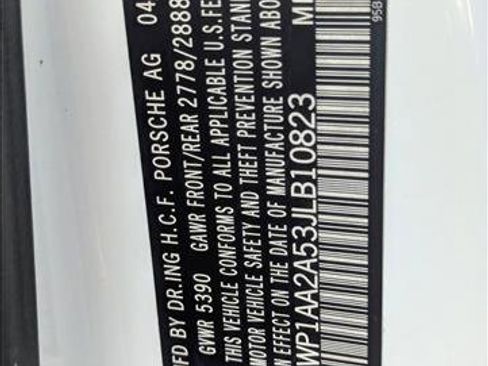 MFD BY DR.ING H.C.F. PORSCHE AG 04
GVWR 5390 GAWR FRONT/REAR 2778/2888
THIS VEHICLE CONFORMS TO ALL APPLICABLE U.S.FE
MOTOR VEHICLE SAFETY AND THEFT PREVENTION STAN
IN EFFECT ON THE DATE OF MANUFACTURE SHOWN ABO
WP1AA2A53JLB10823
95B